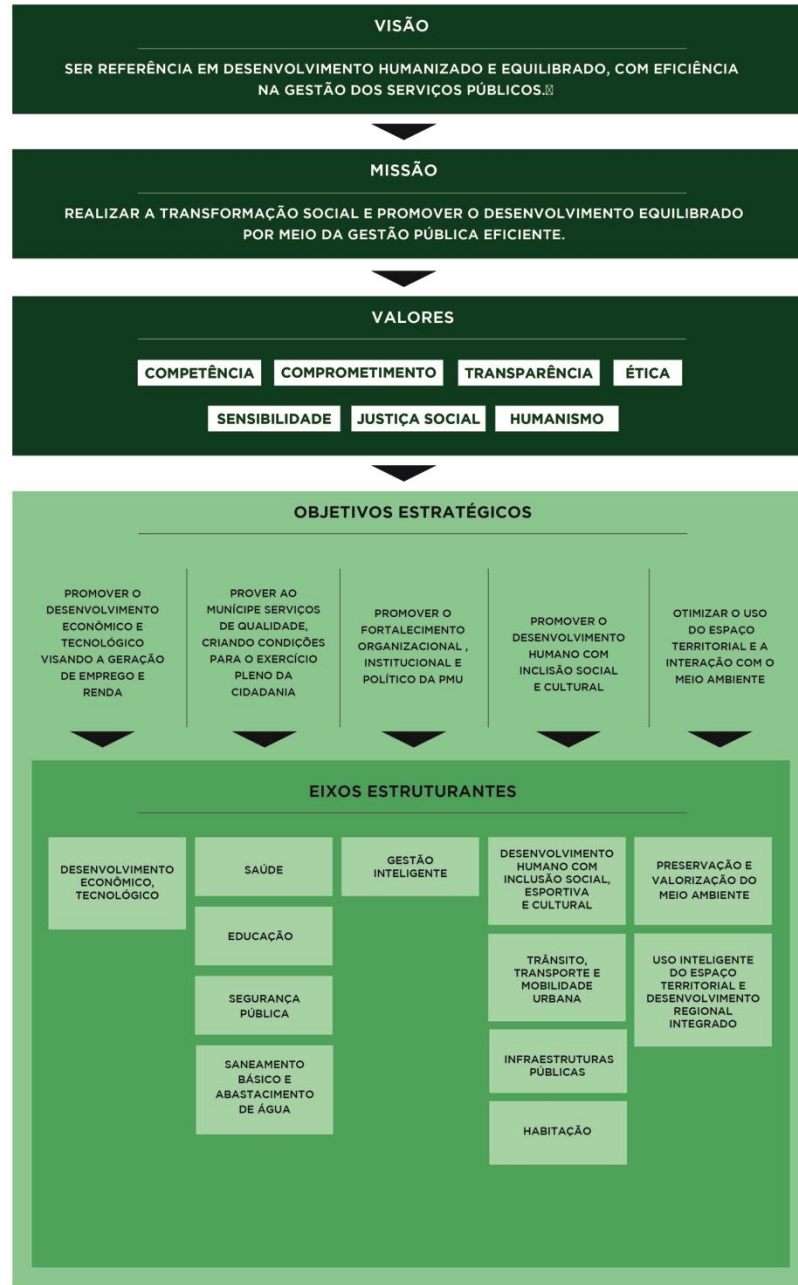 VISÃO
SER REFERÊNCIA EM DESENVOLVIMENTO HUMANIZADO E EQUILIBRADO, COM EFICIÊNCIA
NA GESTÃO DOS SERVIÇOS PÚBLICOS.
MISSÃO
REALIZAR A TRANSFORMAÇÃO SOCIAL E PROMOVER O DESENVOLVIMENTO EQUILIBRADO
POR MEIO DA GESTÃO PÚBLICA EFICIENTE.
VALORES
COMPETÊNCIA COMPROMETIMENTO TRANSPARÊNCIA ÉTICA
SENSIBILIDADE JUSTIÇA SOCIAL HUMANISMO
OBJETIVOS ESTRATÉGICOS
PROMOVER O
DESENVOLVIMENTO
ECONÔMICO E
TECNOLÓGICO
VISANDO A GERAÇÃO
DE EMPREGO E
RENDA
PROVER AO
MUNÍCIPE SERVIÇOS
DE QUALIDADE,
CRIANDO CONDIÇÕES
PARA O EXERCÍCIO
PLENO DA
CIDADANIA
PROMOVER O
FORTALECIMENTO
ORGANIZACIONAL ,
INSTITUCIONAL E
POLÍTICO DA PMU
PROMOVER O
DESENVOLVIMENTO
HUMANO COM
INCLISÃO SOCIAL
E CULTURAL
OTIMIZAR O USO
DO ESPAÇO
TERRITORIAL E A
INTERAÇÃO COM O
MEIO AMBIENTE
EIXOS ESTRUTURANTES
DESENVOLVIMENTO
ECONÔMICO,
TECNOLÓGICO
SAÚDE
EDUCAÇÃO
SEGURANÇA
PÚBLICA
SANEAMENTO
BÁSICO E
ABASTACIMENTO
DE ÁGUA
GESTÃO
INTELIGENTE
DESENVOLVIMENTO
HUMANO COM
INCLUSÃO SOCIAL,
ESPORTIVA
E CULTURAL
TRÂNSITO,
TRANSPORTE E
MOBILIDADE
URBANA
INFRAESTRUTURAS
PÚBLICAS
HABITAÇÃO
PRESERVAÇÃO E
VALORIZAÇÃO DO
MEIO AMBIENTE
USO INTELIGENTE
DO ESPAÇO
TERRITORIAL E
DESENVOLVIMENTO
REGIONAL
INTEGRADO